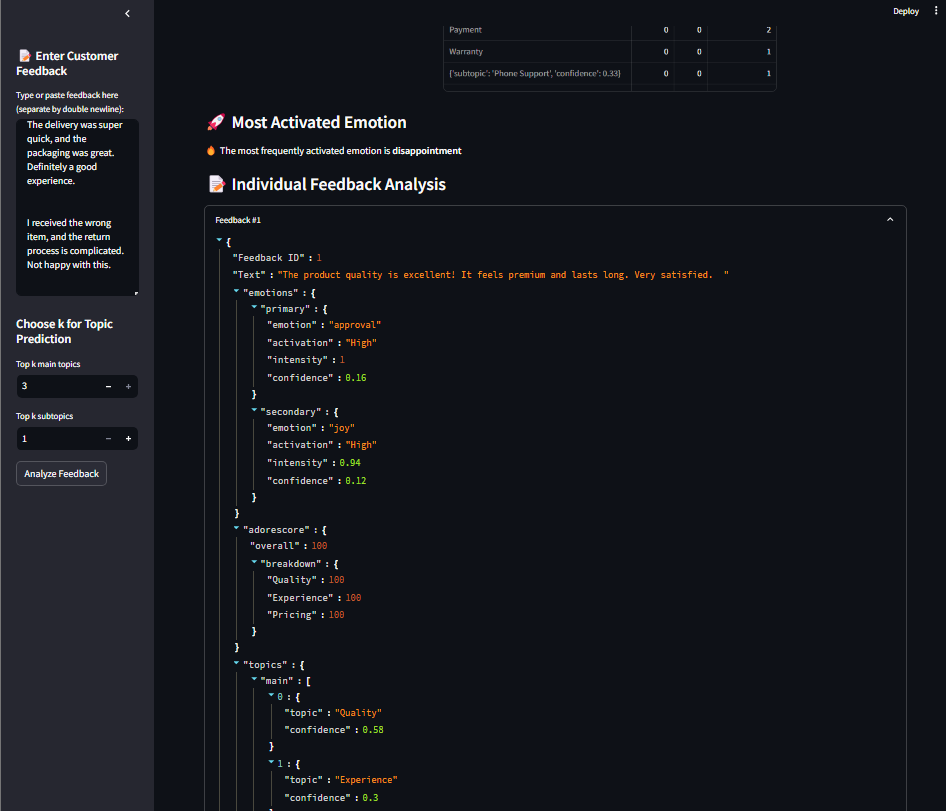 Deploy
📝 Enter Customer
Feedback
Type or paste feedback here
(separate by double newline):
The delivery was super
quick, and the
packaging was great.
Definitely a good
experience.
I received the wrong
item, and the return
process is complicated.
Not happy with this.
Choose k for Topic
Prediction
Top k main topics
3 − +
Top k subtopics
1 − +
Analyze Feedback
Payment 0 0 2
Warranty 0 0 1
{'subtopic': 'Phone Support', 'confidence': 0.33} 0 0 1
🚀 Most Activated Emotion
🔥 The most frequently activated emotion is disappointment
📝 Individual Feedback Analysis
Feedback #1
{
"Feedback ID" : 1
"Text" : "The product quality is excellent! It feels premium and lasts long. Very satisfied.  "
"emotions" : {
"primary" : {
"emotion" : "approval"
"activation" : "High"
"intensity" : 1
"confidence" : 0.16
}
"secondary" : {
"emotion" : "joy"
"activation" : "High"
"intensity" : 0.94
"confidence" : 0.12
}
}
"adorescore" : {
"overall" : 100
"breakdown" : {
"Quality" : 100
"Experience" : 100
"Pricing" : 100
}
}
"topics" : {
"main" : [
0 : {
"topic" : "Quality"
"confidence" : 0.58
}
1 : {
"topic" : "Experience"
"confidence" : 0.3